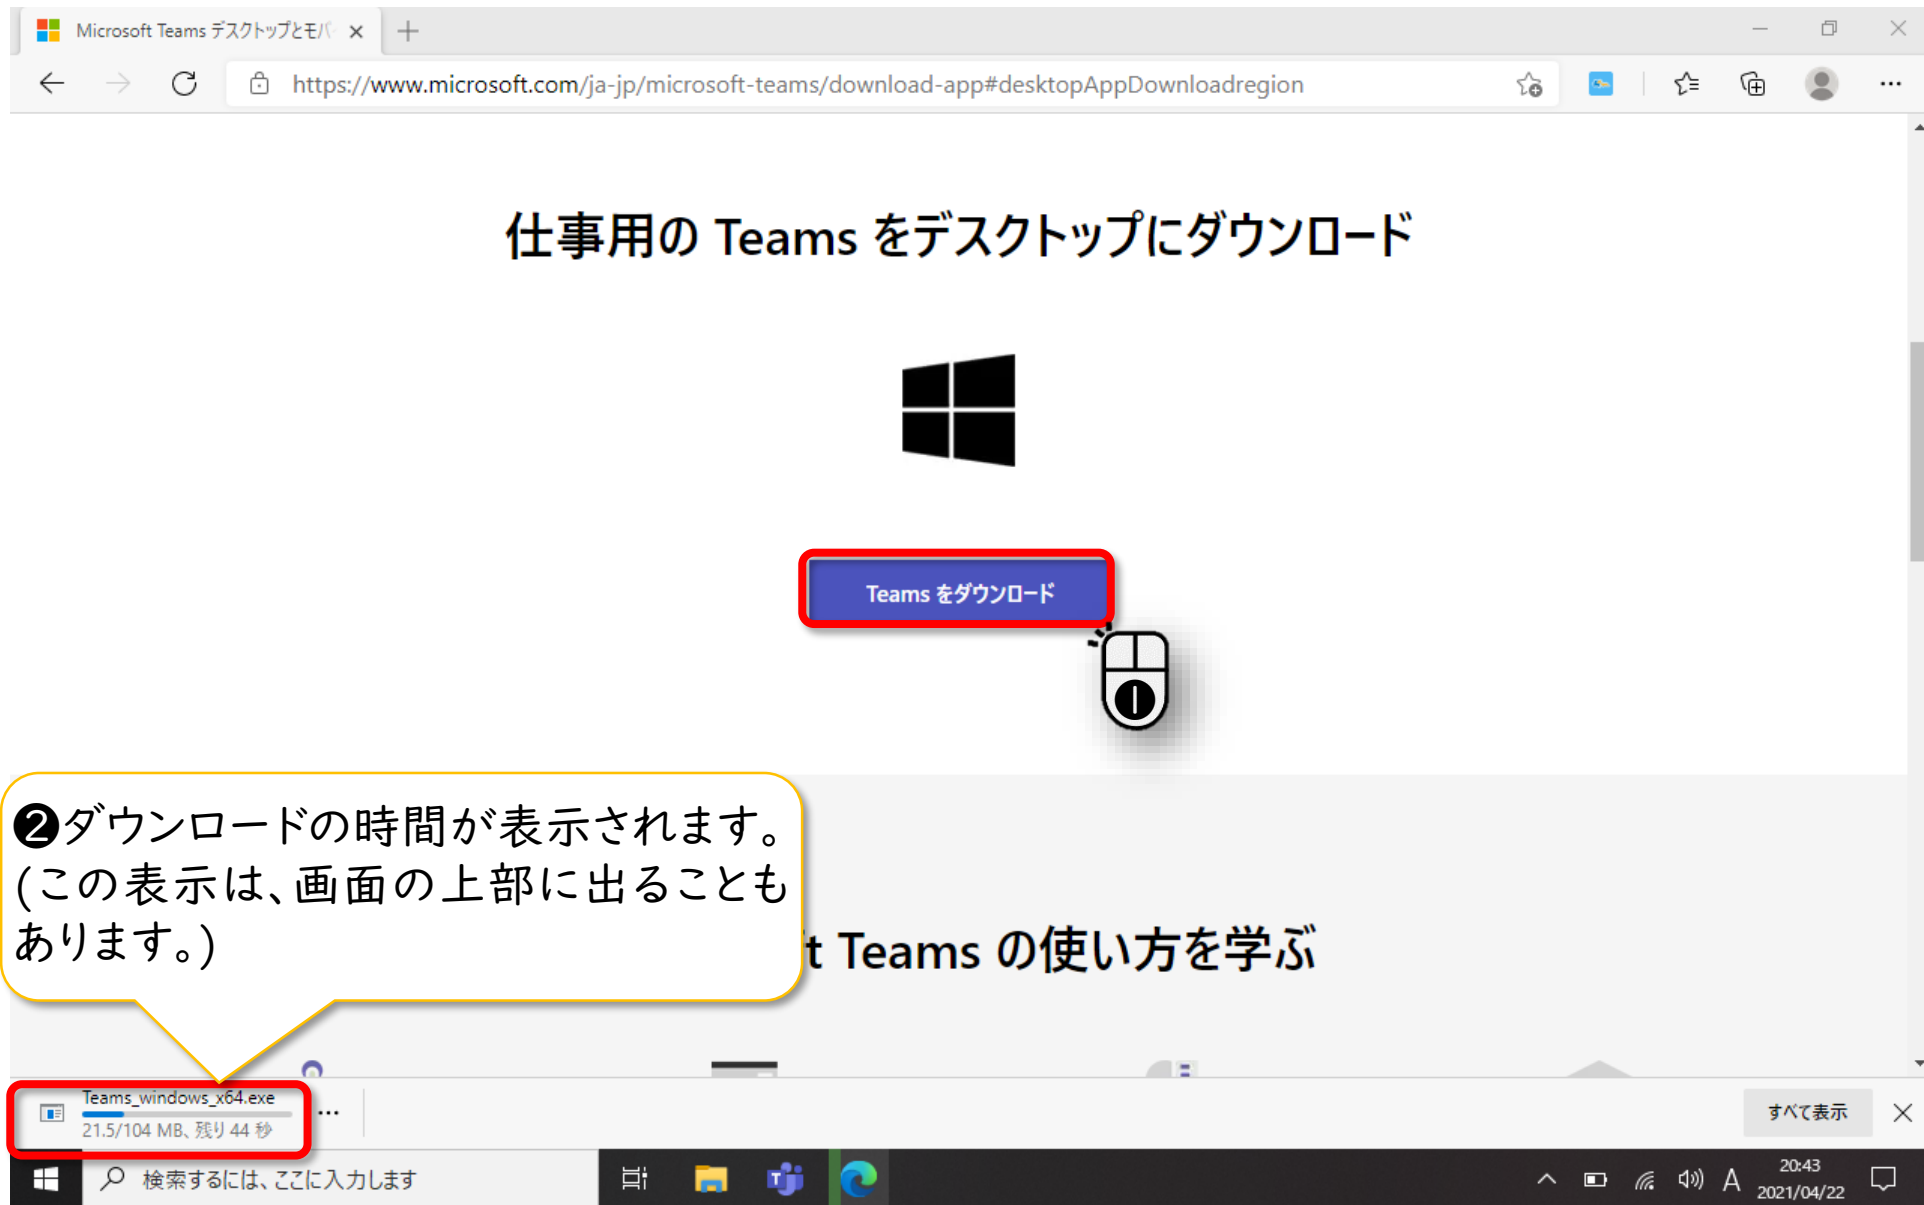 Microsoft Teams デスクトップとモバ
https://www.microsoft.com/ja-jp/microsoft-teams/download-app#desktopAppDownloadregion
仕事用の Teams をデスクトップにダウンロード
Teams をダウンロード
❶
❷ダウンロードの時間が表示されます。
(この表示は、画面の上部に出ることも
あります。)
t Teams の使い方を学ぶ
Teams_windows_x64.exe
21.5/104 MB、残り 44 秒
すべて表示
検索するには、ここに入力します
A
20:43
2021/04/22